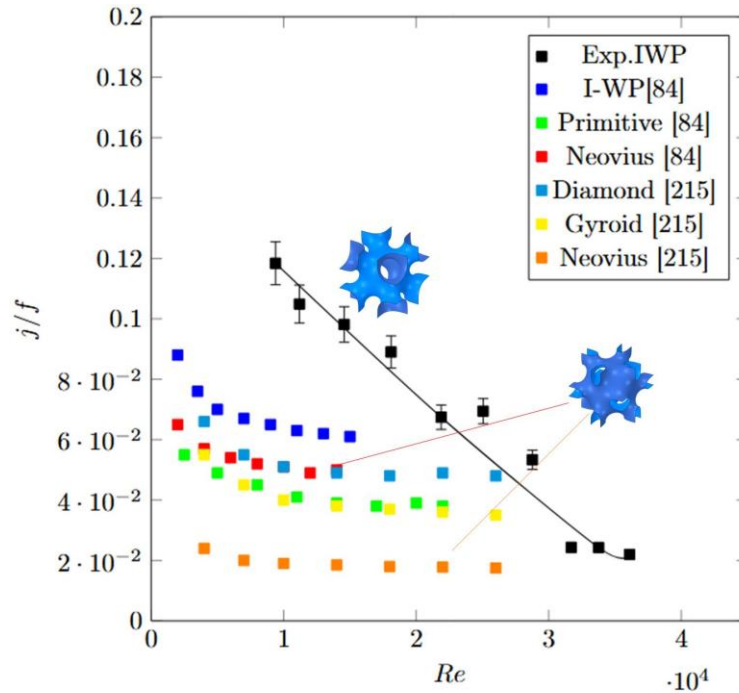 0.2
0.18
0.16
0.14
0.12
0.1
8 · 10⁻²
6 · 10⁻²
4 · 10⁻²
2 · 10⁻²
0
j/f
Exp.IWP
I-WP[84]
Primitive [84]
Neovius [84]
Diamond [215]
Gyroid [215]
Neovius [215]
0 1 2 3 4
Re
·10⁴